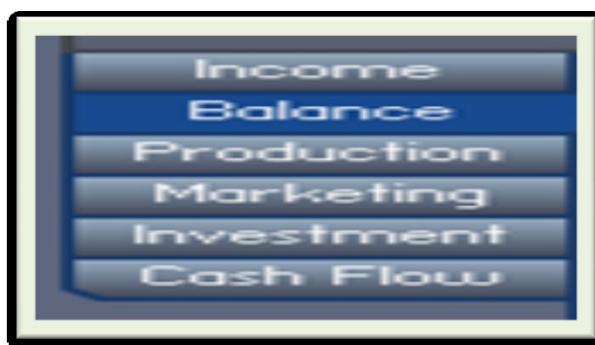 Income
Balance
Production
Marketing
Investment
Cash Flow